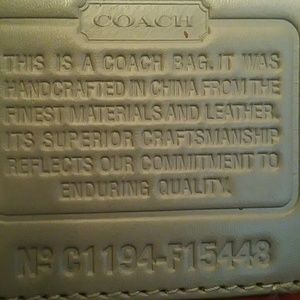 COACH
THIS IS A COACH BAG. IT WAS
HANDCRAFTED IN CHINA FROM THE
FINEST MATERIALS AND LEATHER.
ITS SUPERIOR CRAFTSMANSHIP
REFLECTS OUR COMMITMENT TO
ENDURING QUALITY.
Nº C1194-F15448